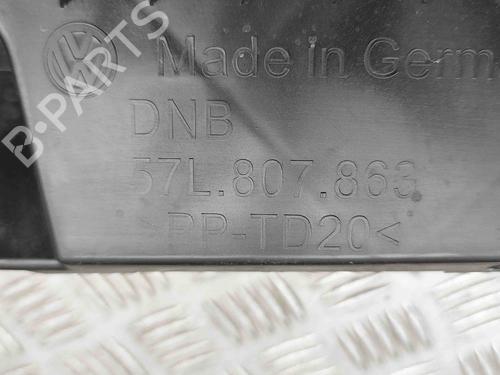 B-PARTS
Made in Germ
DNB
57L.807.863
>PP-TD20<